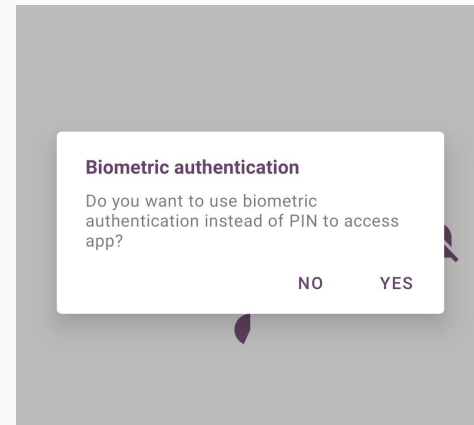 Biometric authentication
Do you want to use biometric
authentication instead of PIN to access
app?
NO YES